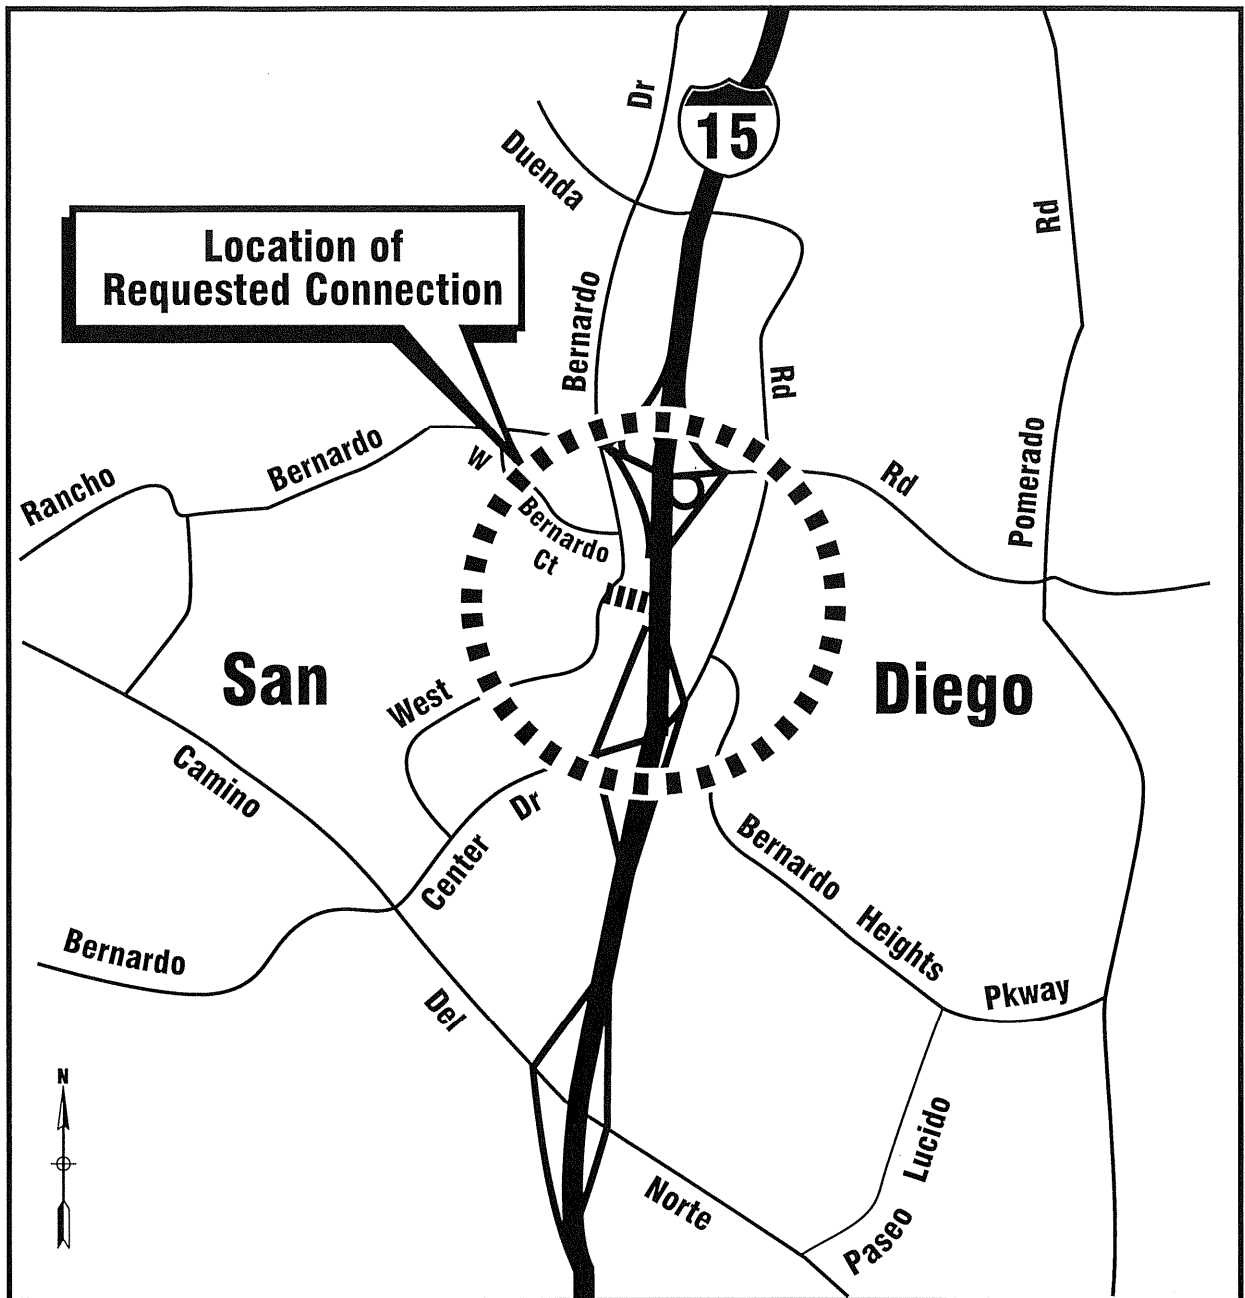 Dr
15
Duenda
Rd
Location of
Requested Connection
Bernardo
Rd
Rancho
Bernardo
W
Bernardo
Ct
Rd
Pomerado
San
Diego
West
Camino
Center
Dr
Bernardo
Heights
Pkway
Bernardo
Del
N
Norte
Paseo
Lucido